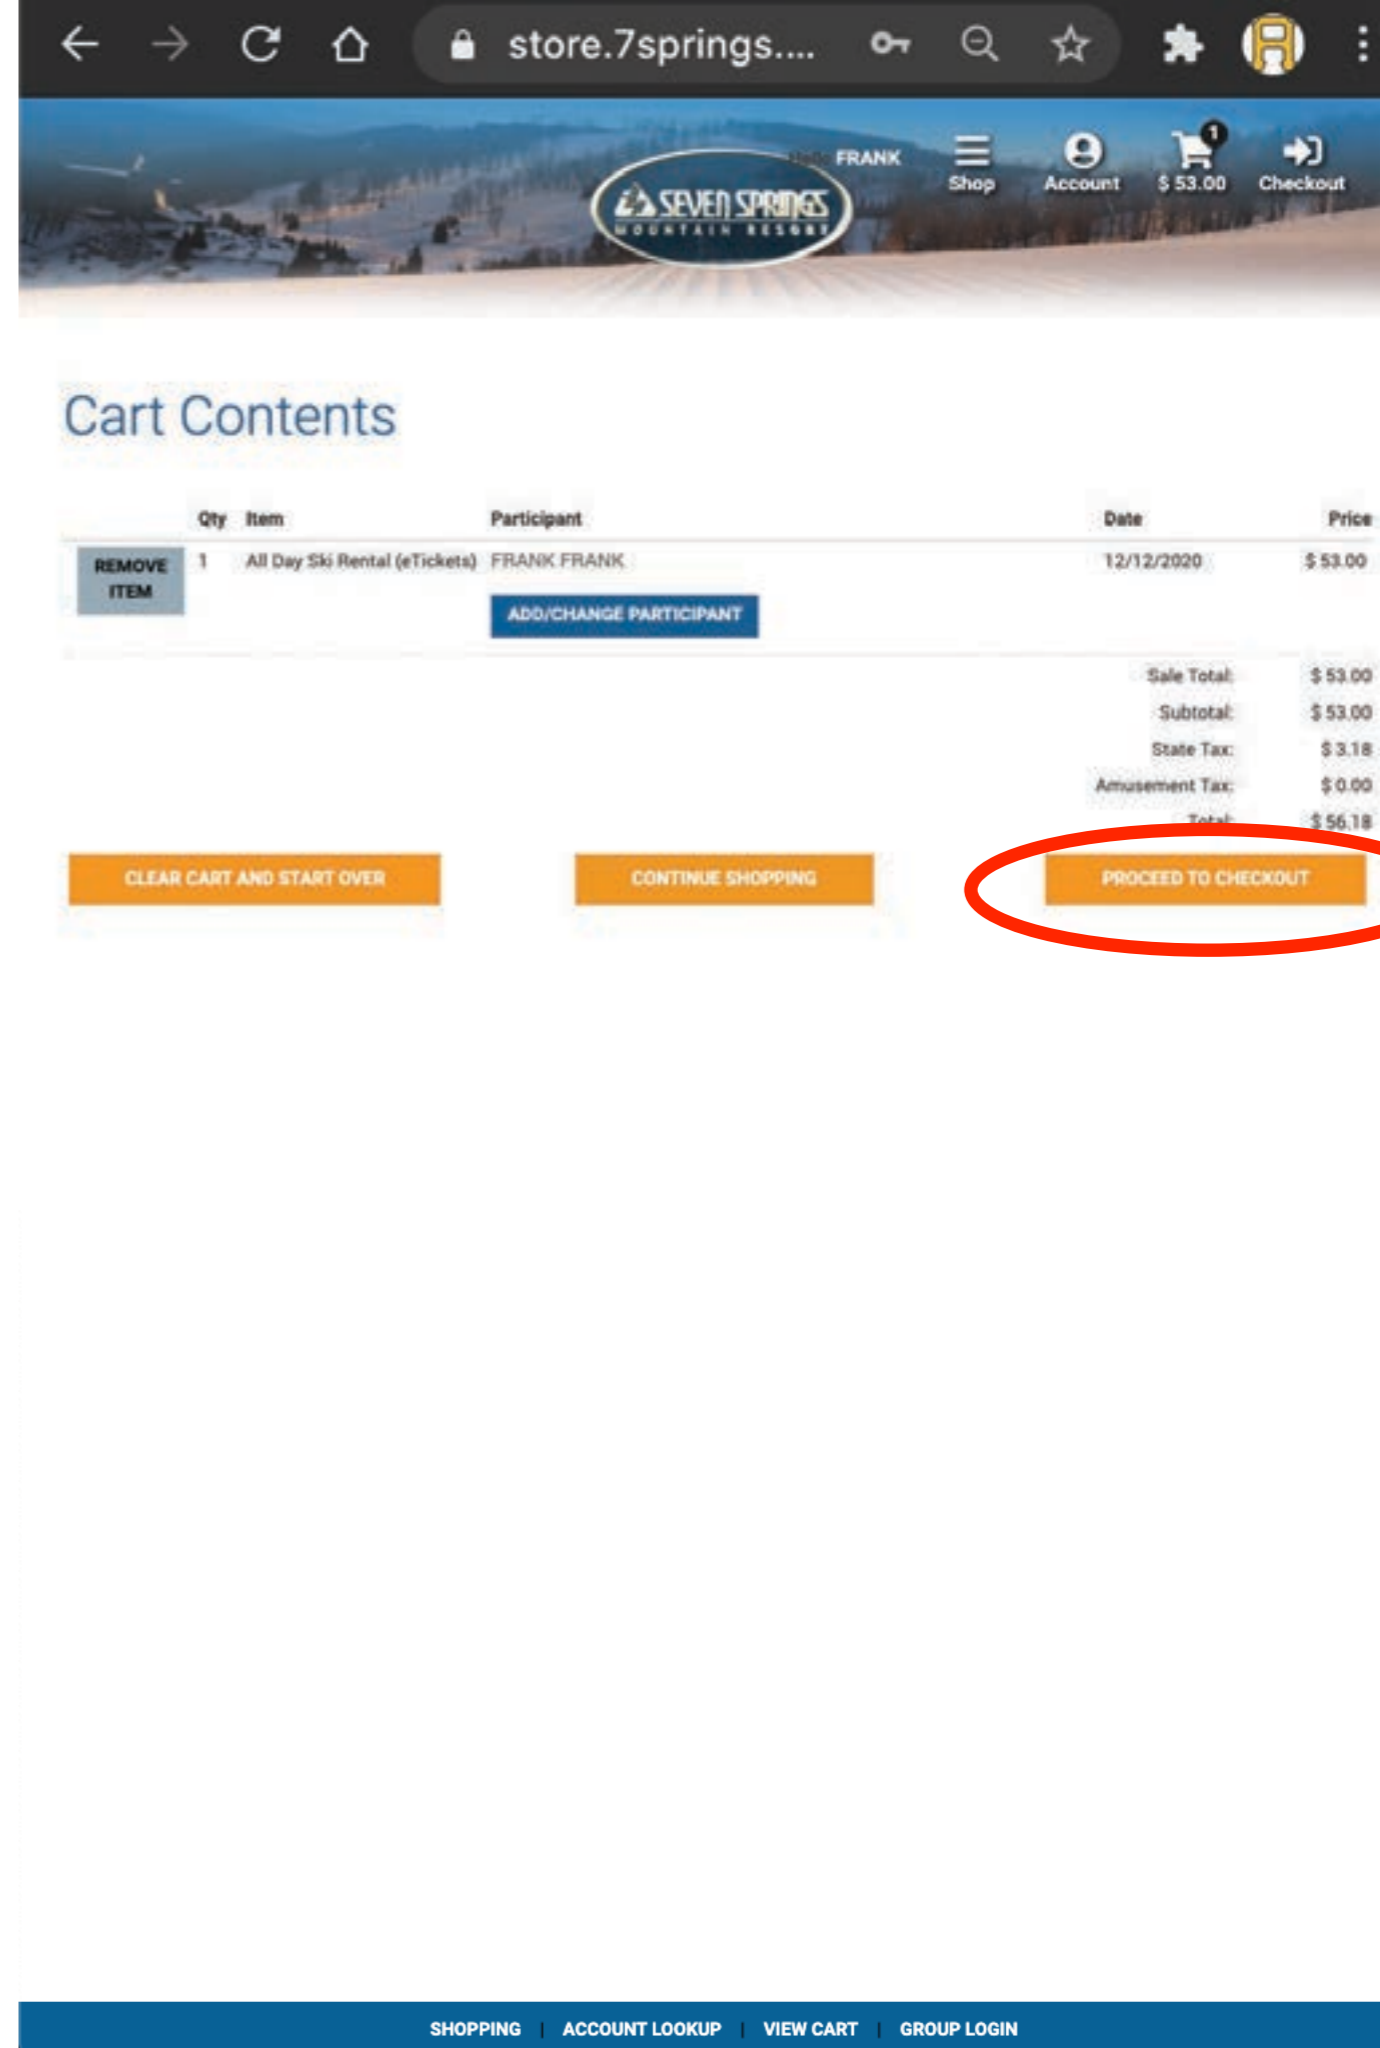 store.7springs....
Hello FRANK
Shop
Account
1
$ 53.00
Checkout
SEVEN SPRINGS
MOUNTAIN RESORT
Cart Contents
Qty Item Participant Date Price
REMOVE ITEM 1 All Day Ski Rental (eTickets) FRANK FRANK 12/12/2020 $ 53.00
ADD/CHANGE PARTICIPANT
Sale Total: $ 53.00
Subtotal: $ 53.00
State Tax: $ 3.18
Amusement Tax: $ 0.00
Total: $ 56.18
CLEAR CART AND START OVER CONTINUE SHOPPING PROCEED TO CHECKOUT
SHOPPING | ACCOUNT LOOKUP | VIEW CART | GROUP LOGIN